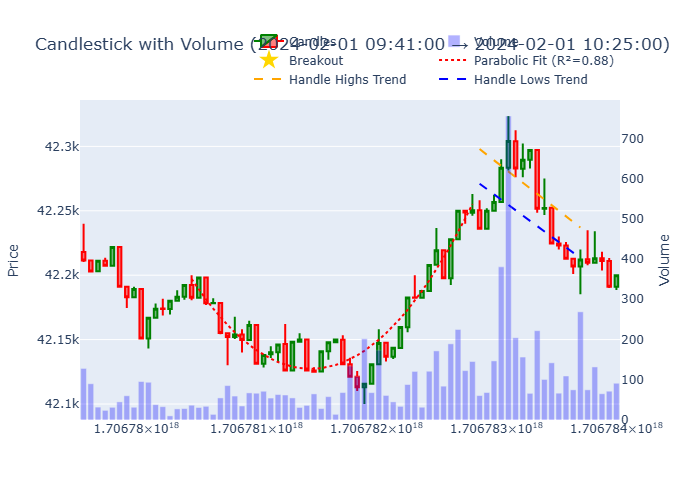 Candlestick with Volume (2024-02-01 09:41:00 → 2024-02-01 10:25:00)
Candles
Volume
Breakout
Parabolic Fit (R²=0.88)
Handle Highs Trend
Handle Lows Trend
42.3k
42.25k
42.2k
42.15k
42.1k
Price
700
600
500
400
300
200
100
0
Volume
1.706778×10¹⁸
1.706781×10¹⁸
1.706782×10¹⁸
1.706783×10¹⁸
1.706784×10¹⁸